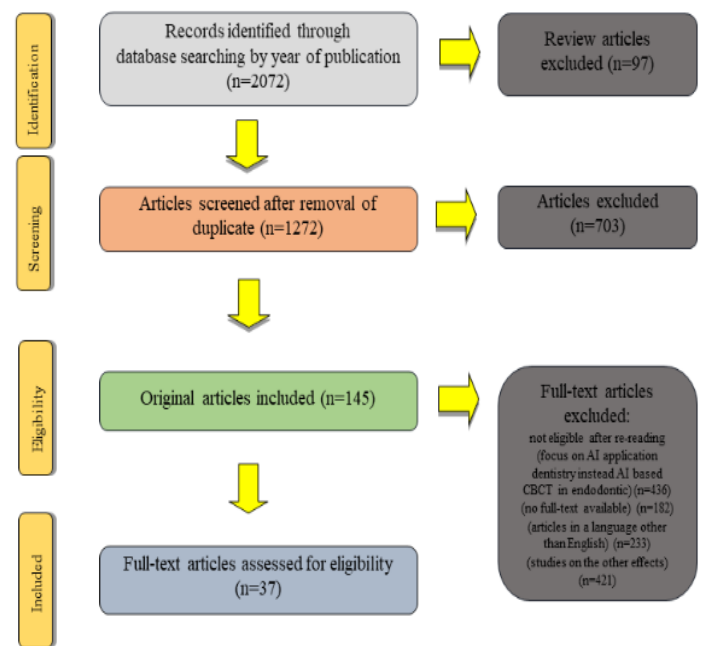 Identification
Records identified through
database searching by year of publication
(n=2072)
Review articles
excluded (n=97)
Screening
Articles screened after removal of
duplicate (n=1272)
Articles excluded
(n=703)
Eligibility
Original articles included (n=145)
Full-text articles
excluded:
not eligible after re-reading
(focus on AI application
dentistry instead AI based
CBCT in endodontic) (n=436)
(no full-text available) (n=182)
(articles in a language other
than English) (n=233)
(studies on the other effects)
(n=421)
Included
Full-text articles assessed for eligibility
(n=37)